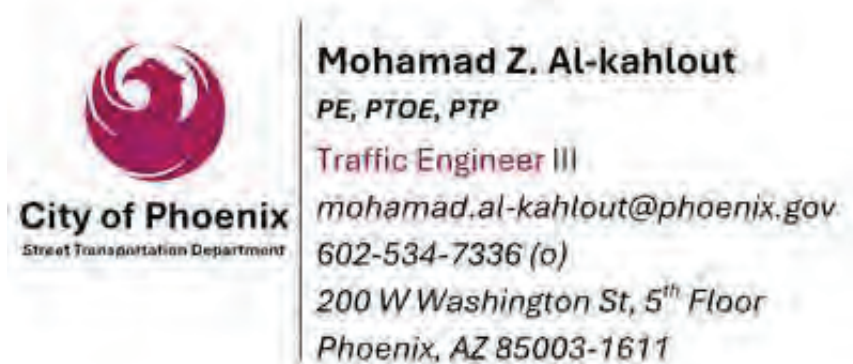 City of Phoenix
Street Transportation Department
Mohamad Z. Al-kahlout
PE, PTOE, PTP
Traffic Engineer III
mohamad.al-kahlout@phoenix.gov
602-534-7336 (o)
200 W Washington St, 5th Floor
Phoenix, AZ 85003-1611